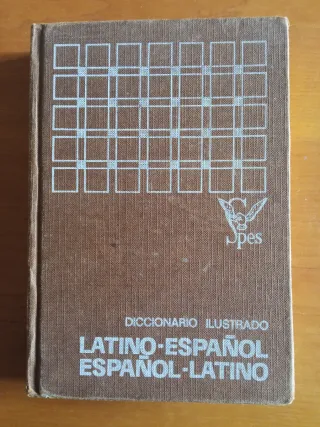 Spes
DICCIONARIO ILUSTRADO
LATINO-ESPAÑOL
ESPAÑOL-LATINO